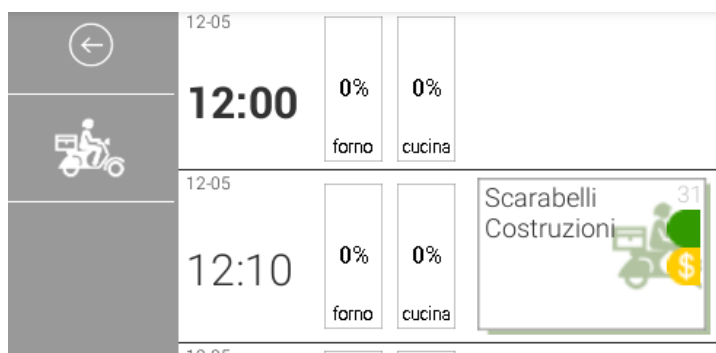 12-05
12:00
0%
forno
0%
cucina
12-05
12:10
0%
forno
0%
cucina
Scarabelli
Costruzioni
31
$